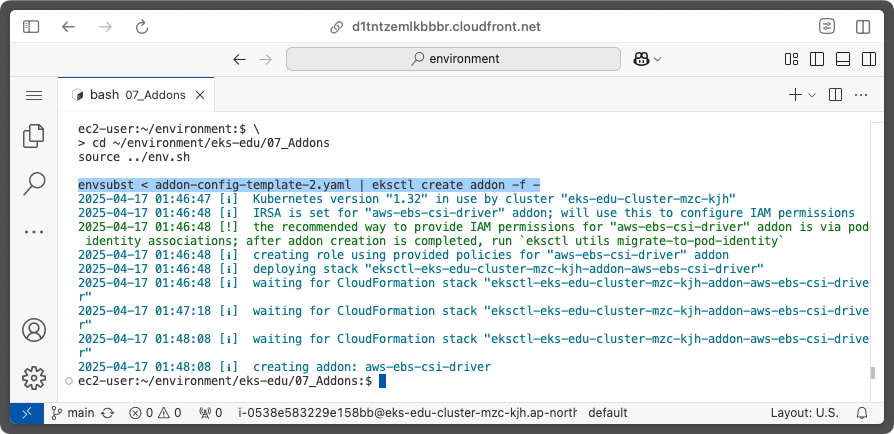 d1tntzemlkbbbr.cloudfront.net
environment
bash 07_Addons
ec2-user:~/environment:$ \
> cd ~/environment/eks-edu/07_Addons
source ../env.sh
envsubst < addon-config-template-2.yaml | eksctl create addon -f -
2025-04-17 01:46:47 [ℹ]  Kubernetes version "1.32" in use by cluster "eks-edu-cluster-mzc-kjh"
2025-04-17 01:46:48 [ℹ]  IRSA is set for "aws-ebs-csi-driver" addon; will use this to configure IAM permissions
2025-04-17 01:46:48 [!]  the recommended way to provide IAM permissions for "aws-ebs-csi-driver" addon is via pod
identity associations; after addon creation is completed, run `eksctl utils migrate-to-pod-identity`
2025-04-17 01:46:48 [ℹ]  creating role using provided policies for "aws-ebs-csi-driver" addon
2025-04-17 01:46:48 [ℹ]  deploying stack "eksctl-eks-edu-cluster-mzc-kjh-addon-aws-ebs-csi-driver"
2025-04-17 01:46:48 [ℹ]  waiting for CloudFormation stack "eksctl-eks-edu-cluster-mzc-kjh-addon-aws-ebs-csi-drive
r"
2025-04-17 01:47:18 [ℹ]  waiting for CloudFormation stack "eksctl-eks-edu-cluster-mzc-kjh-addon-aws-ebs-csi-drive
r"
2025-04-17 01:48:08 [ℹ]  waiting for CloudFormation stack "eksctl-eks-edu-cluster-mzc-kjh-addon-aws-ebs-csi-drive
r"
2025-04-17 01:48:08 [ℹ]  creating addon: aws-ebs-csi-driver
ec2-user:~/environment/eks-edu/07_Addons:$
main 0 0 0 i-0538e583229e158bb@eks-edu-cluster-mzc-kjh.ap-north default Layout: U.S.